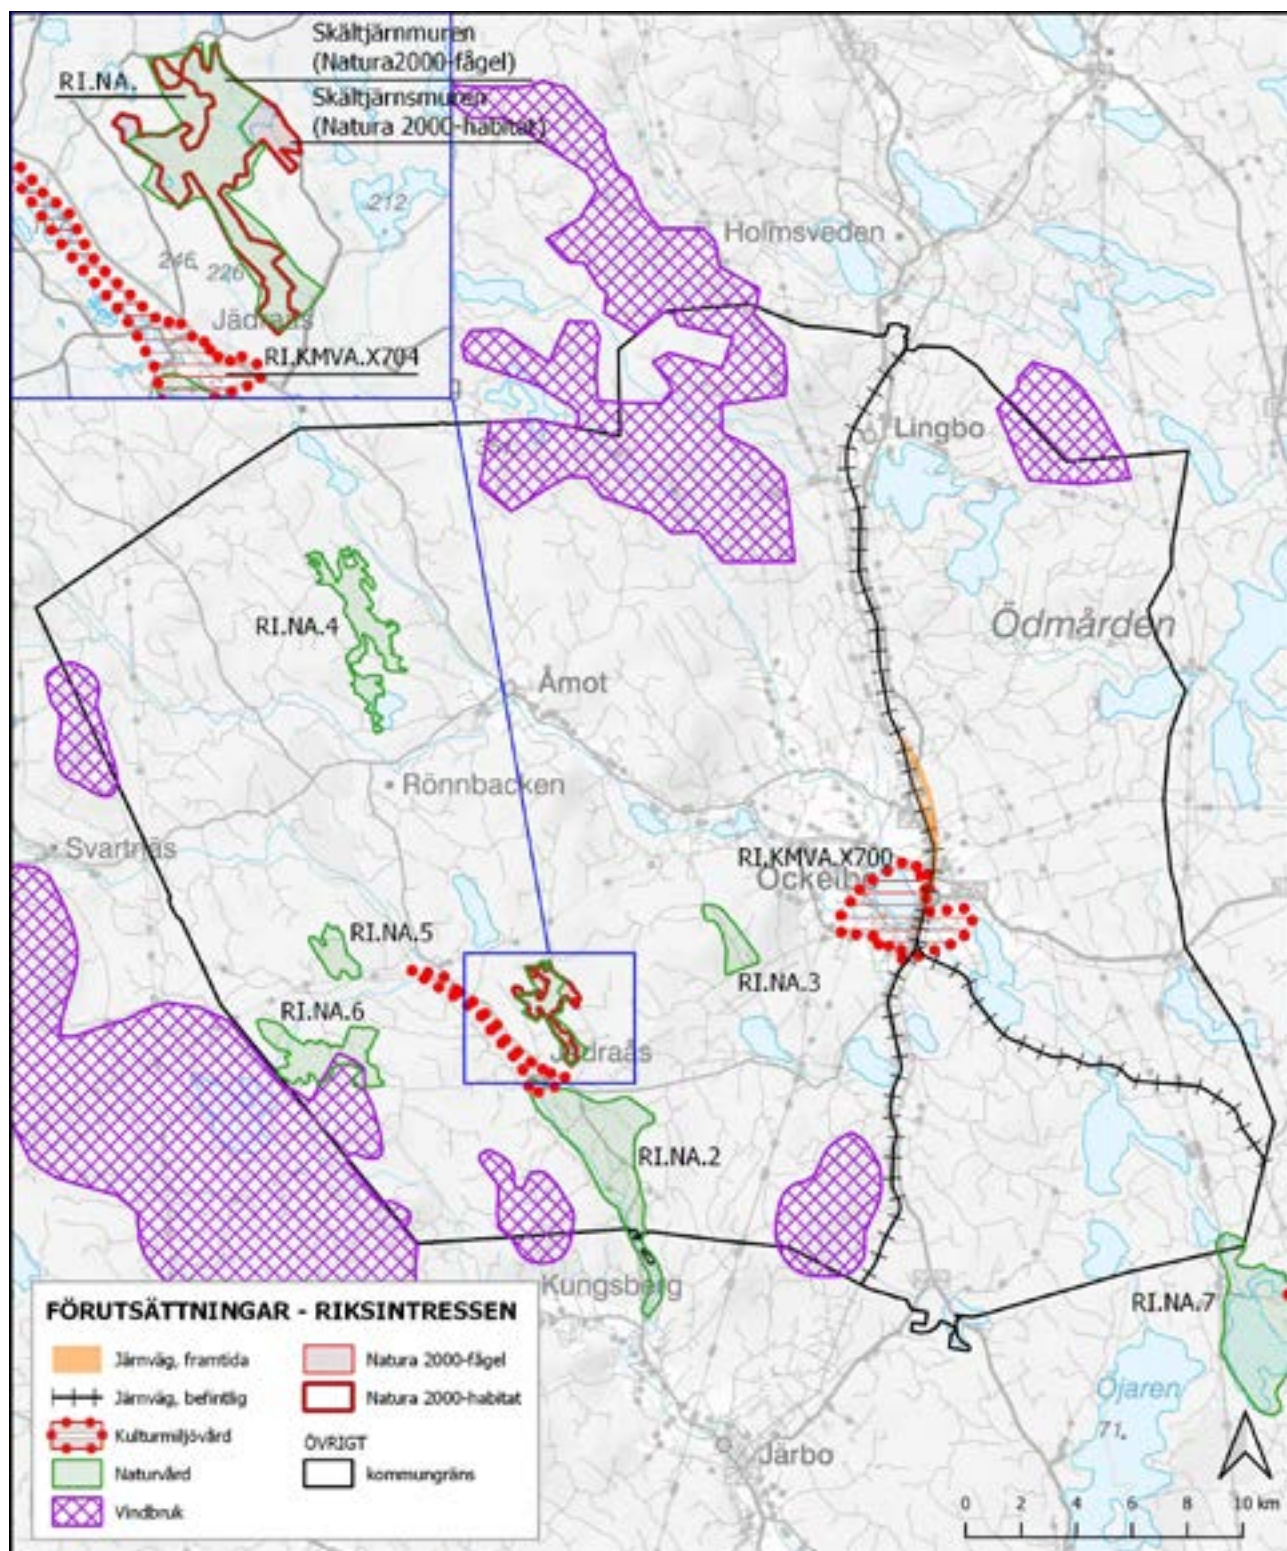 Skältjärnmuren
(Natura2000-fågel)
RI.NA.
Skältjärnsmuren
(Natura 2000-habitat)
212
246
226
Jädraås
RI.KMVA.X704
Holmsveden
Lingbo
Ödmården
RI.NA.4
Åmot
Rönnbacken
Svartnäs
RI.KMVA.X700
Ockelbo
RI.NA.5
RI.NA.3
RI.NA.6
Jädraås
RI.NA.2
Kungsberg
RI.NA.7
Öjaren
71
Järbo
FÖRUTSÄTTNINGAR - RIKSINTRESSEN
Järnväg, framtida
Järnväg, befintlig
Kulturmiljövård
Naturvård
Vindbruk
Natura 2000-fågel
Natura 2000-habitat
ÖVRIGT
kommungräns
0 2 4 6 8 10 km